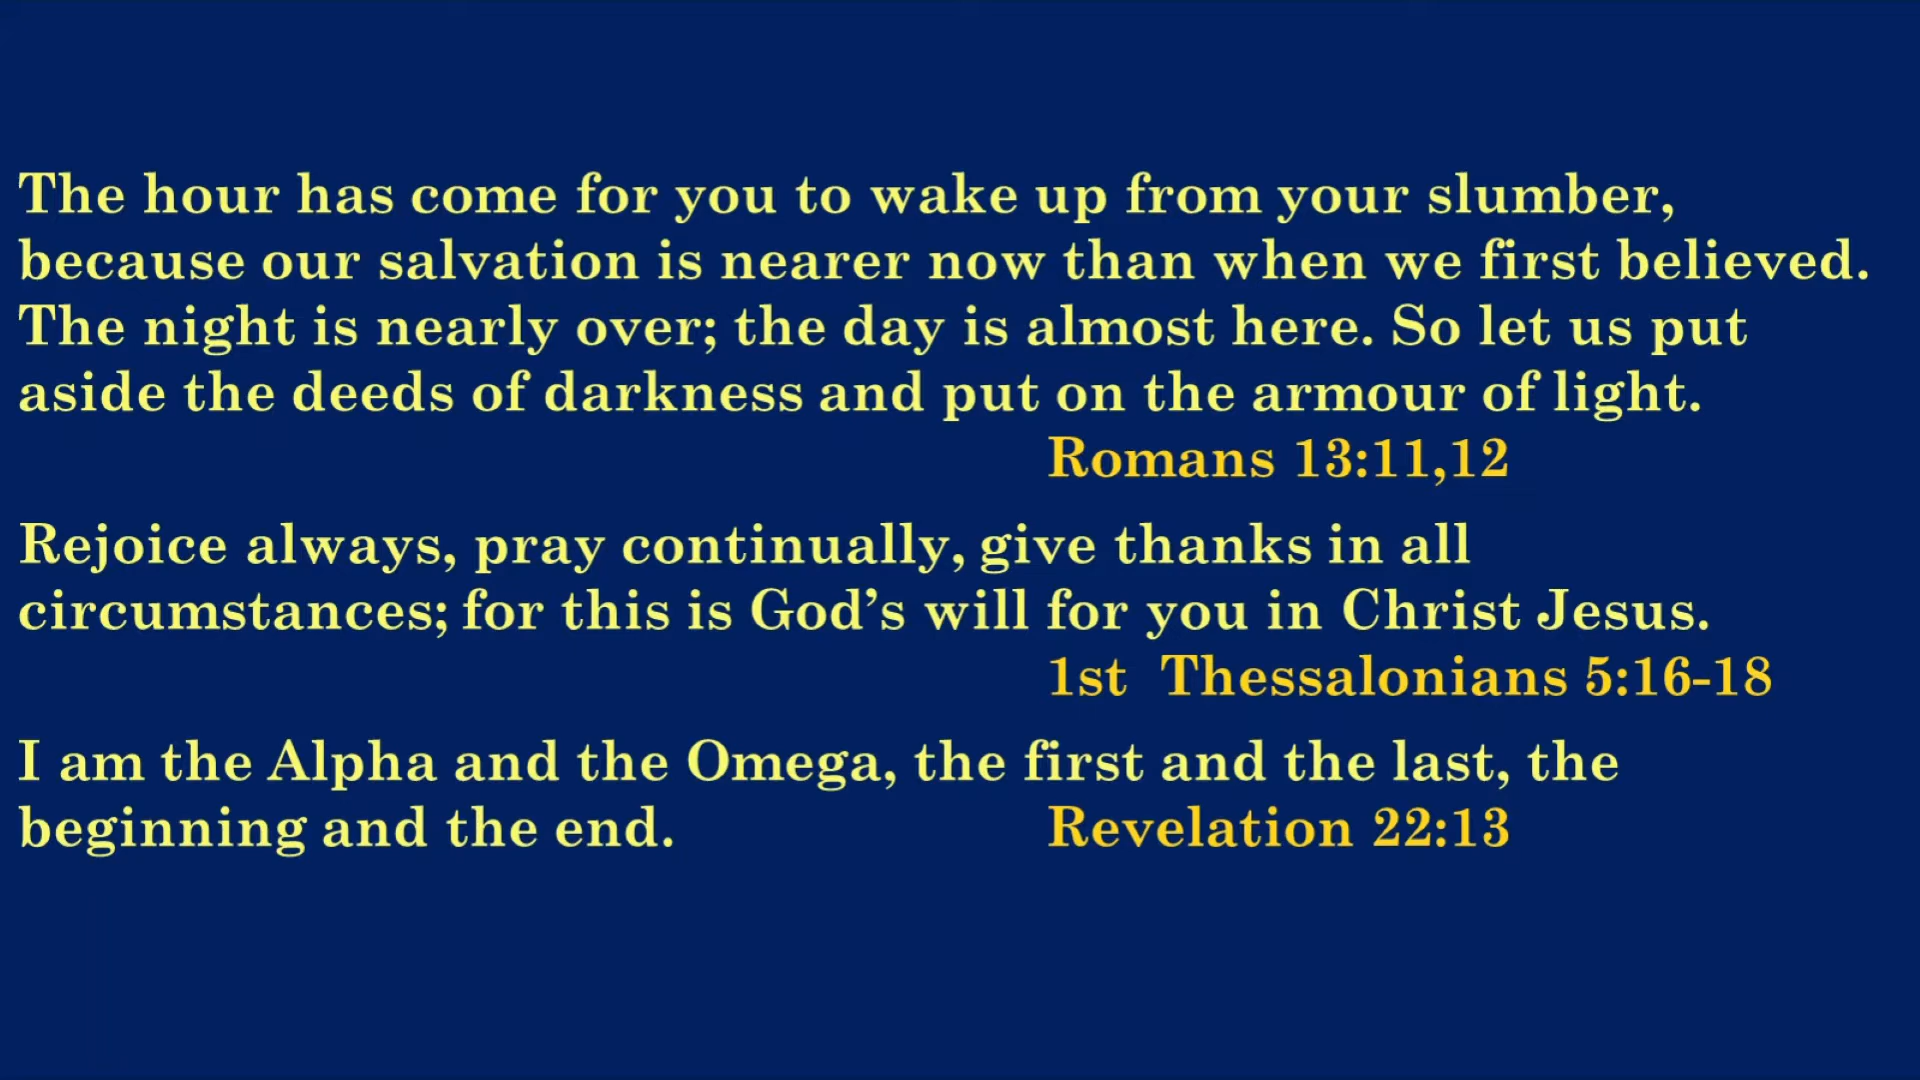 The hour has come for you to wake up from your slumber,
because our salvation is nearer now than when we first believed.
The night is nearly over; the day is almost here. So let us put
aside the deeds of darkness and put on the armour of light.
Romans 13:11,12
Rejoice always, pray continually, give thanks in all
circumstances; for this is God’s will for you in Christ Jesus.
1st Thessalonians 5:16-18
I am the Alpha and the Omega, the first and the last, the
beginning and the end. Revelation 22:13